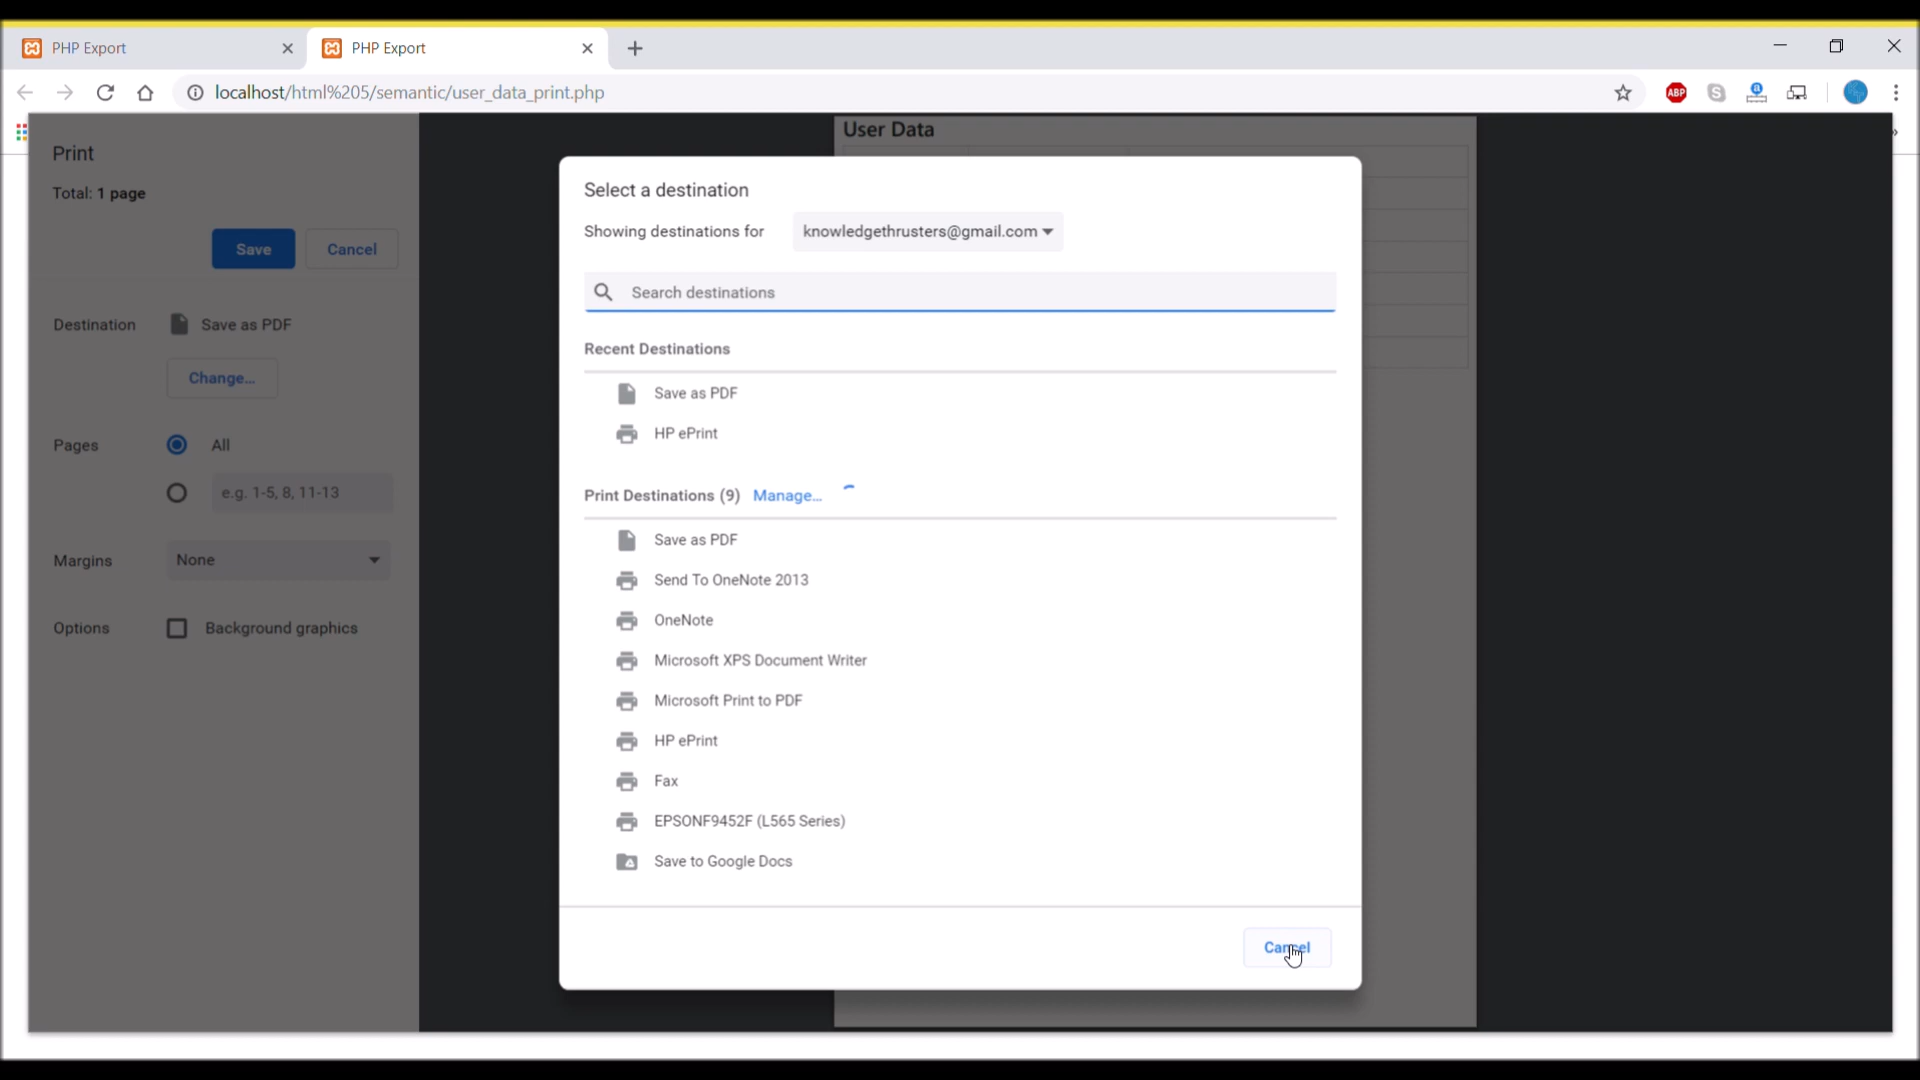 PHP Export
PHP Export
localhost/html%205/semantic/user_data_print.php
ABP
S
Print
Total: 1 page
Save
Cancel
Destination
Save as PDF
Change...
Pages
All
e.g. 1-5, 8, 11-13
Margins
None
Options
Background graphics
User Data
Select a destination
Showing destinations for
knowledgethrusters@gmail.com
Search destinations
Recent Destinations
Save as PDF
HP ePrint
Print Destinations (9) Manage...
Save as PDF
Send To OneNote 2013
OneNote
Microsoft XPS Document Writer
Microsoft Print to PDF
HP ePrint
Fax
EPSONF9452F (L565 Series)
Save to Google Docs
Cancel